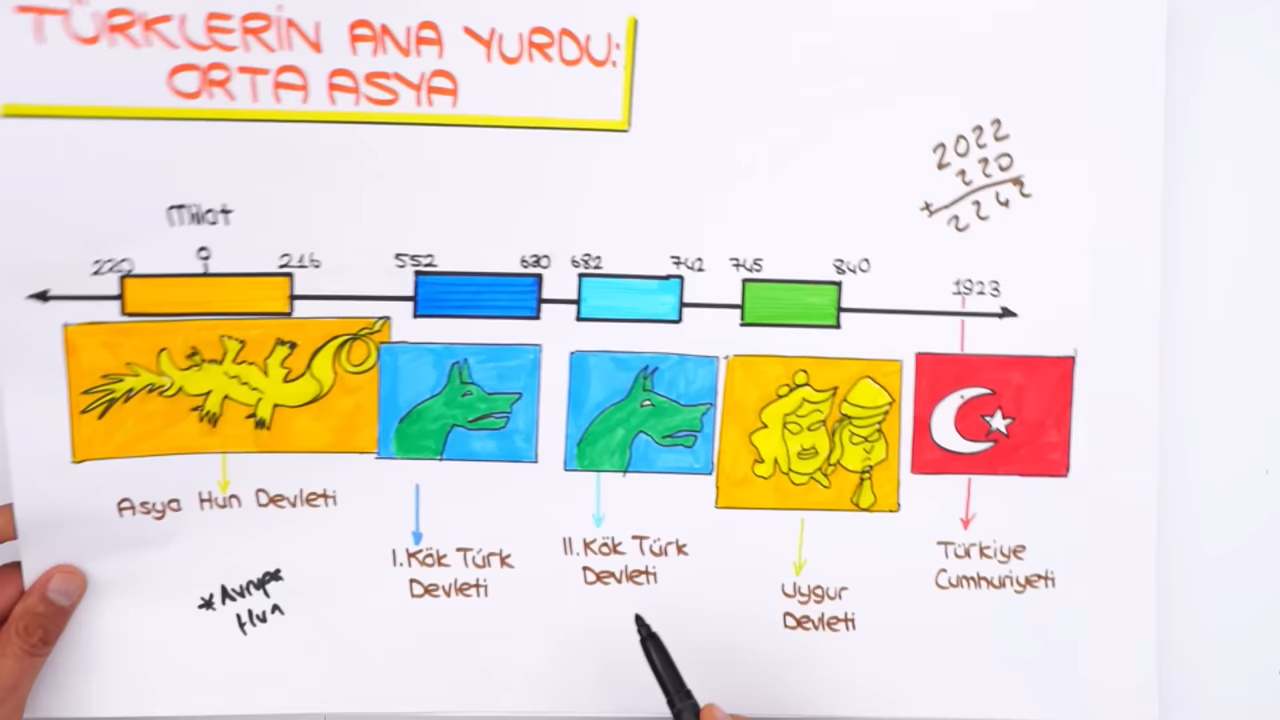 TÜRKLERİN ANA YURDU:
ORTA ASYA
2022
220
+
2242
Milat
0
220
216
552
630
682
742
745
840
1923
Asya Hun Devleti
I. Kök Türk
Devleti
II. Kök Türk
Devleti
Uygur
Devleti
Türkiye
Cumhuriyeti
*Avrupa
Hun